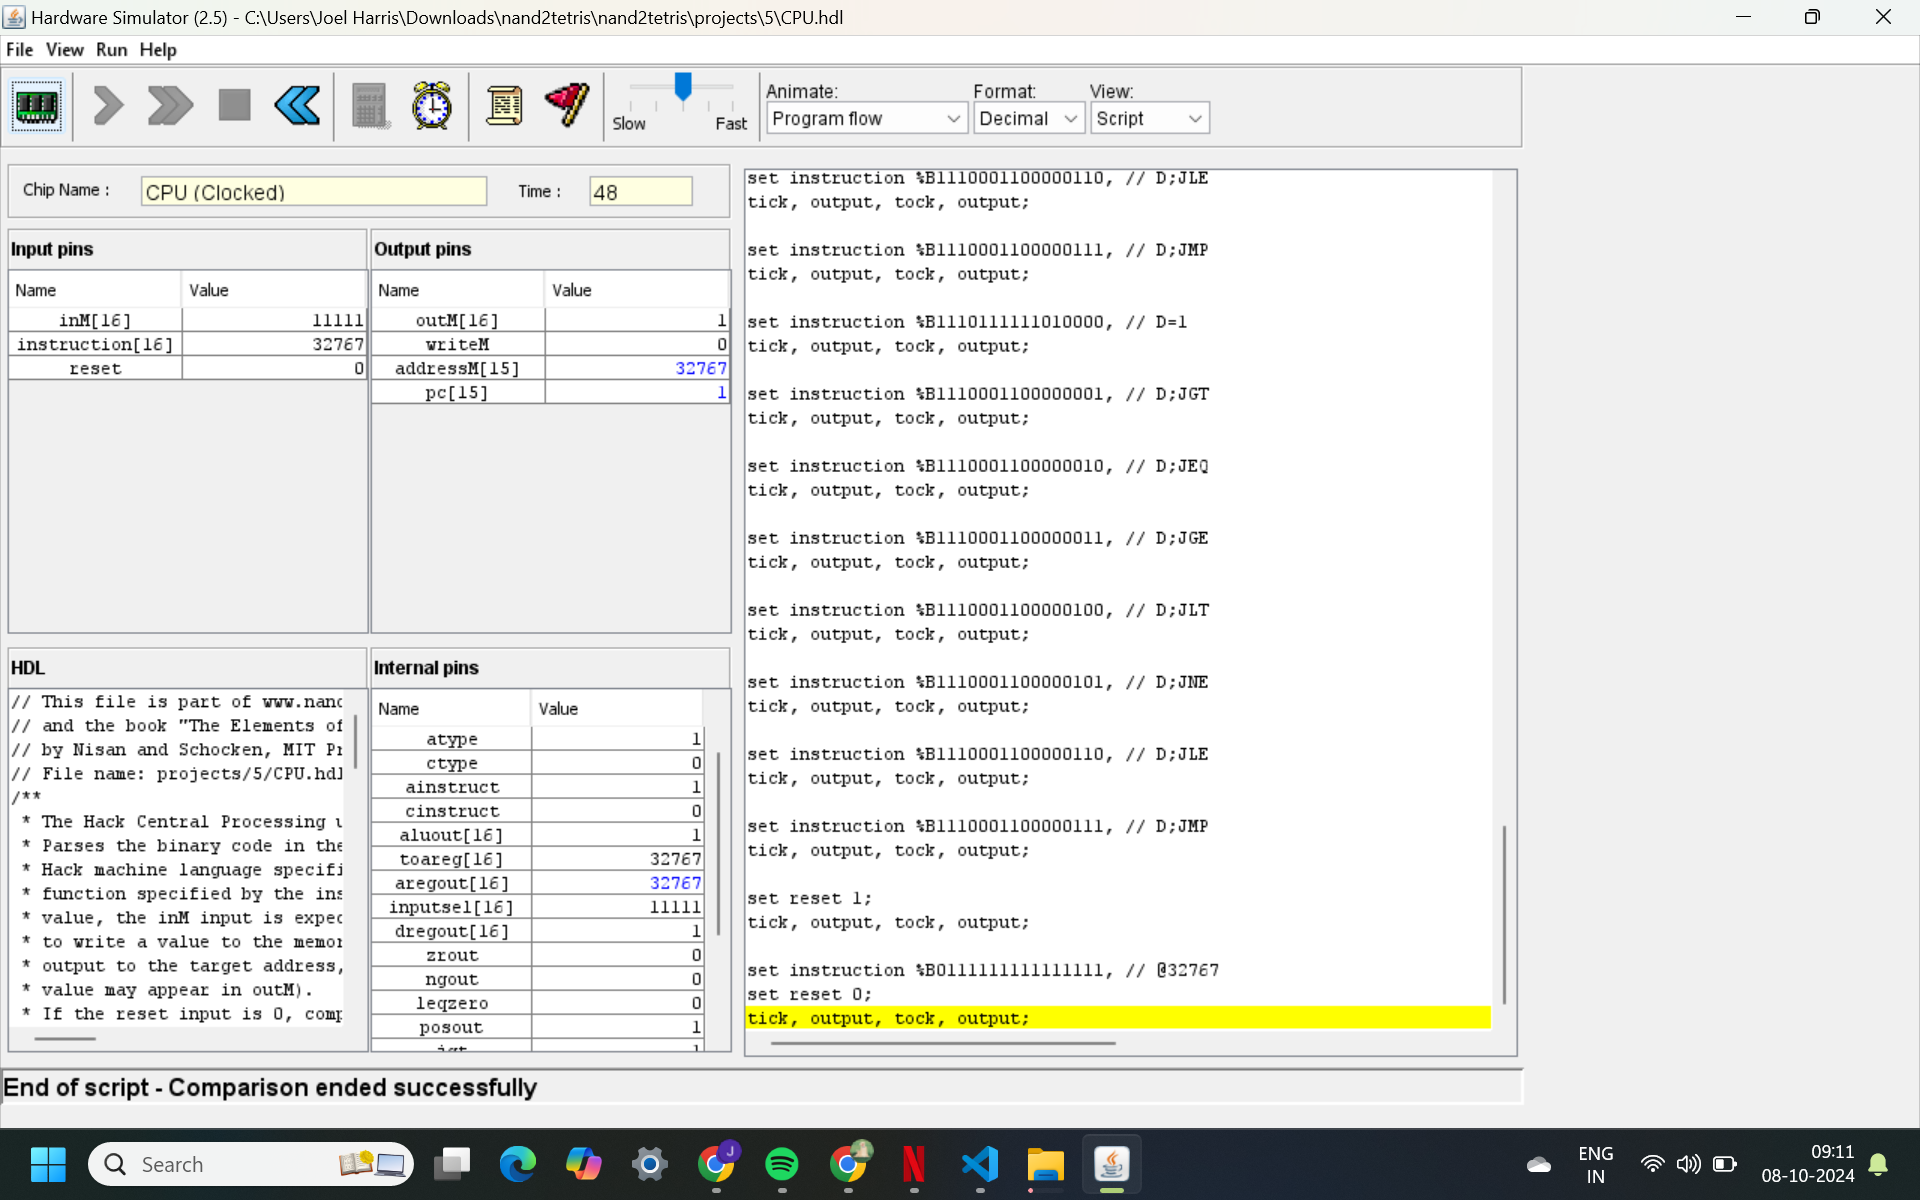 Hardware Simulator (2.5) - C:\Users\Joel Harris\Downloads\nand2tetris\nand2tetris\projects\5\CPU.hdl
File View Run Help
Slow Fast
Animate:
Program flow
Format:
Decimal
View:
Script
Chip Name :
CPU (Clocked)
Time :
48
Input pins
Name Value
inM[16] 11111
instruction[16] 32767
reset 0
Output pins
Name Value
outM[16] 1
writeM 0
addressM[15] 32767
pc[15] 1
HDL
// This file is part of www.nand
// and the book "The Elements of
// by Nisan and Schocken, MIT Pr
// File name: projects/5/CPU.hdl
/**
* The Hack Central Processing u
* Parses the binary code in the
* Hack machine language specifi
* function specified by the ins
* value, the inM input is expec
* to write a value to the memor
* output to the target address,
* value may appear in outM).
* If the reset input is 0, comp
Internal pins
Name Value
atype 1
ctype 0
ainstruct 1
cinstruct 0
aluout[16] 1
toareg[16] 32767
aregout[16] 32767
inputsel[16] 11111
dregout[16] 1
zrout 0
ngout 0
leqzero 0
posout 1
jgt 1
set instruction %B1110001100000110, // D;JLE
tick, output, tock, output;
set instruction %B1110001100000111, // D;JMP
tick, output, tock, output;
set instruction %B1110111111010000, // D=1
tick, output, tock, output;
set instruction %B1110001100000001, // D;JGT
tick, output, tock, output;
set instruction %B1110001100000010, // D;JEQ
tick, output, tock, output;
set instruction %B1110001100000011, // D;JGE
tick, output, tock, output;
set instruction %B1110001100000100, // D;JLT
tick, output, tock, output;
set instruction %B1110001100000101, // D;JNE
tick, output, tock, output;
set instruction %B1110001100000110, // D;JLE
tick, output, tock, output;
set instruction %B1110001100000111, // D;JMP
tick, output, tock, output;
set reset 1;
tick, output, tock, output;
set instruction %B0111111111111111, // @32767
set reset 0;
tick, output, tock, output;
End of script - Comparison ended successfully
Search
J
N
ENG
IN
09:11
08-10-2024